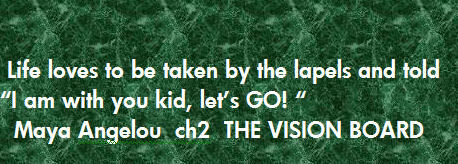 Life loves to be taken by the lapels and told
“I am with you kid, let’s GO! “
Maya Angelou ch2 THE VISION BOARD